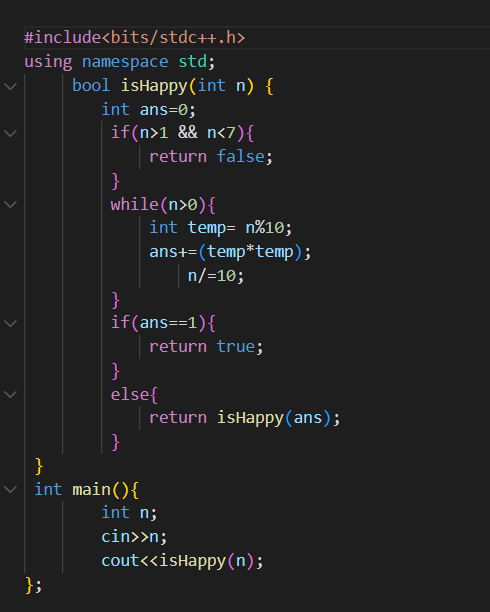 #include<bits/stdc++.h>
using namespace std;
bool isHappy(int n) {
int ans=0;
if(n>1 && n<7){
return false;
}
while(n>0){
int temp= n%10;
ans+=(temp*temp);
n/=10;
}
if(ans==1){
return true;
}
else{
return isHappy(ans);
}
}
int main(){
int n;
cin>>n;
cout<<isHappy(n);
};